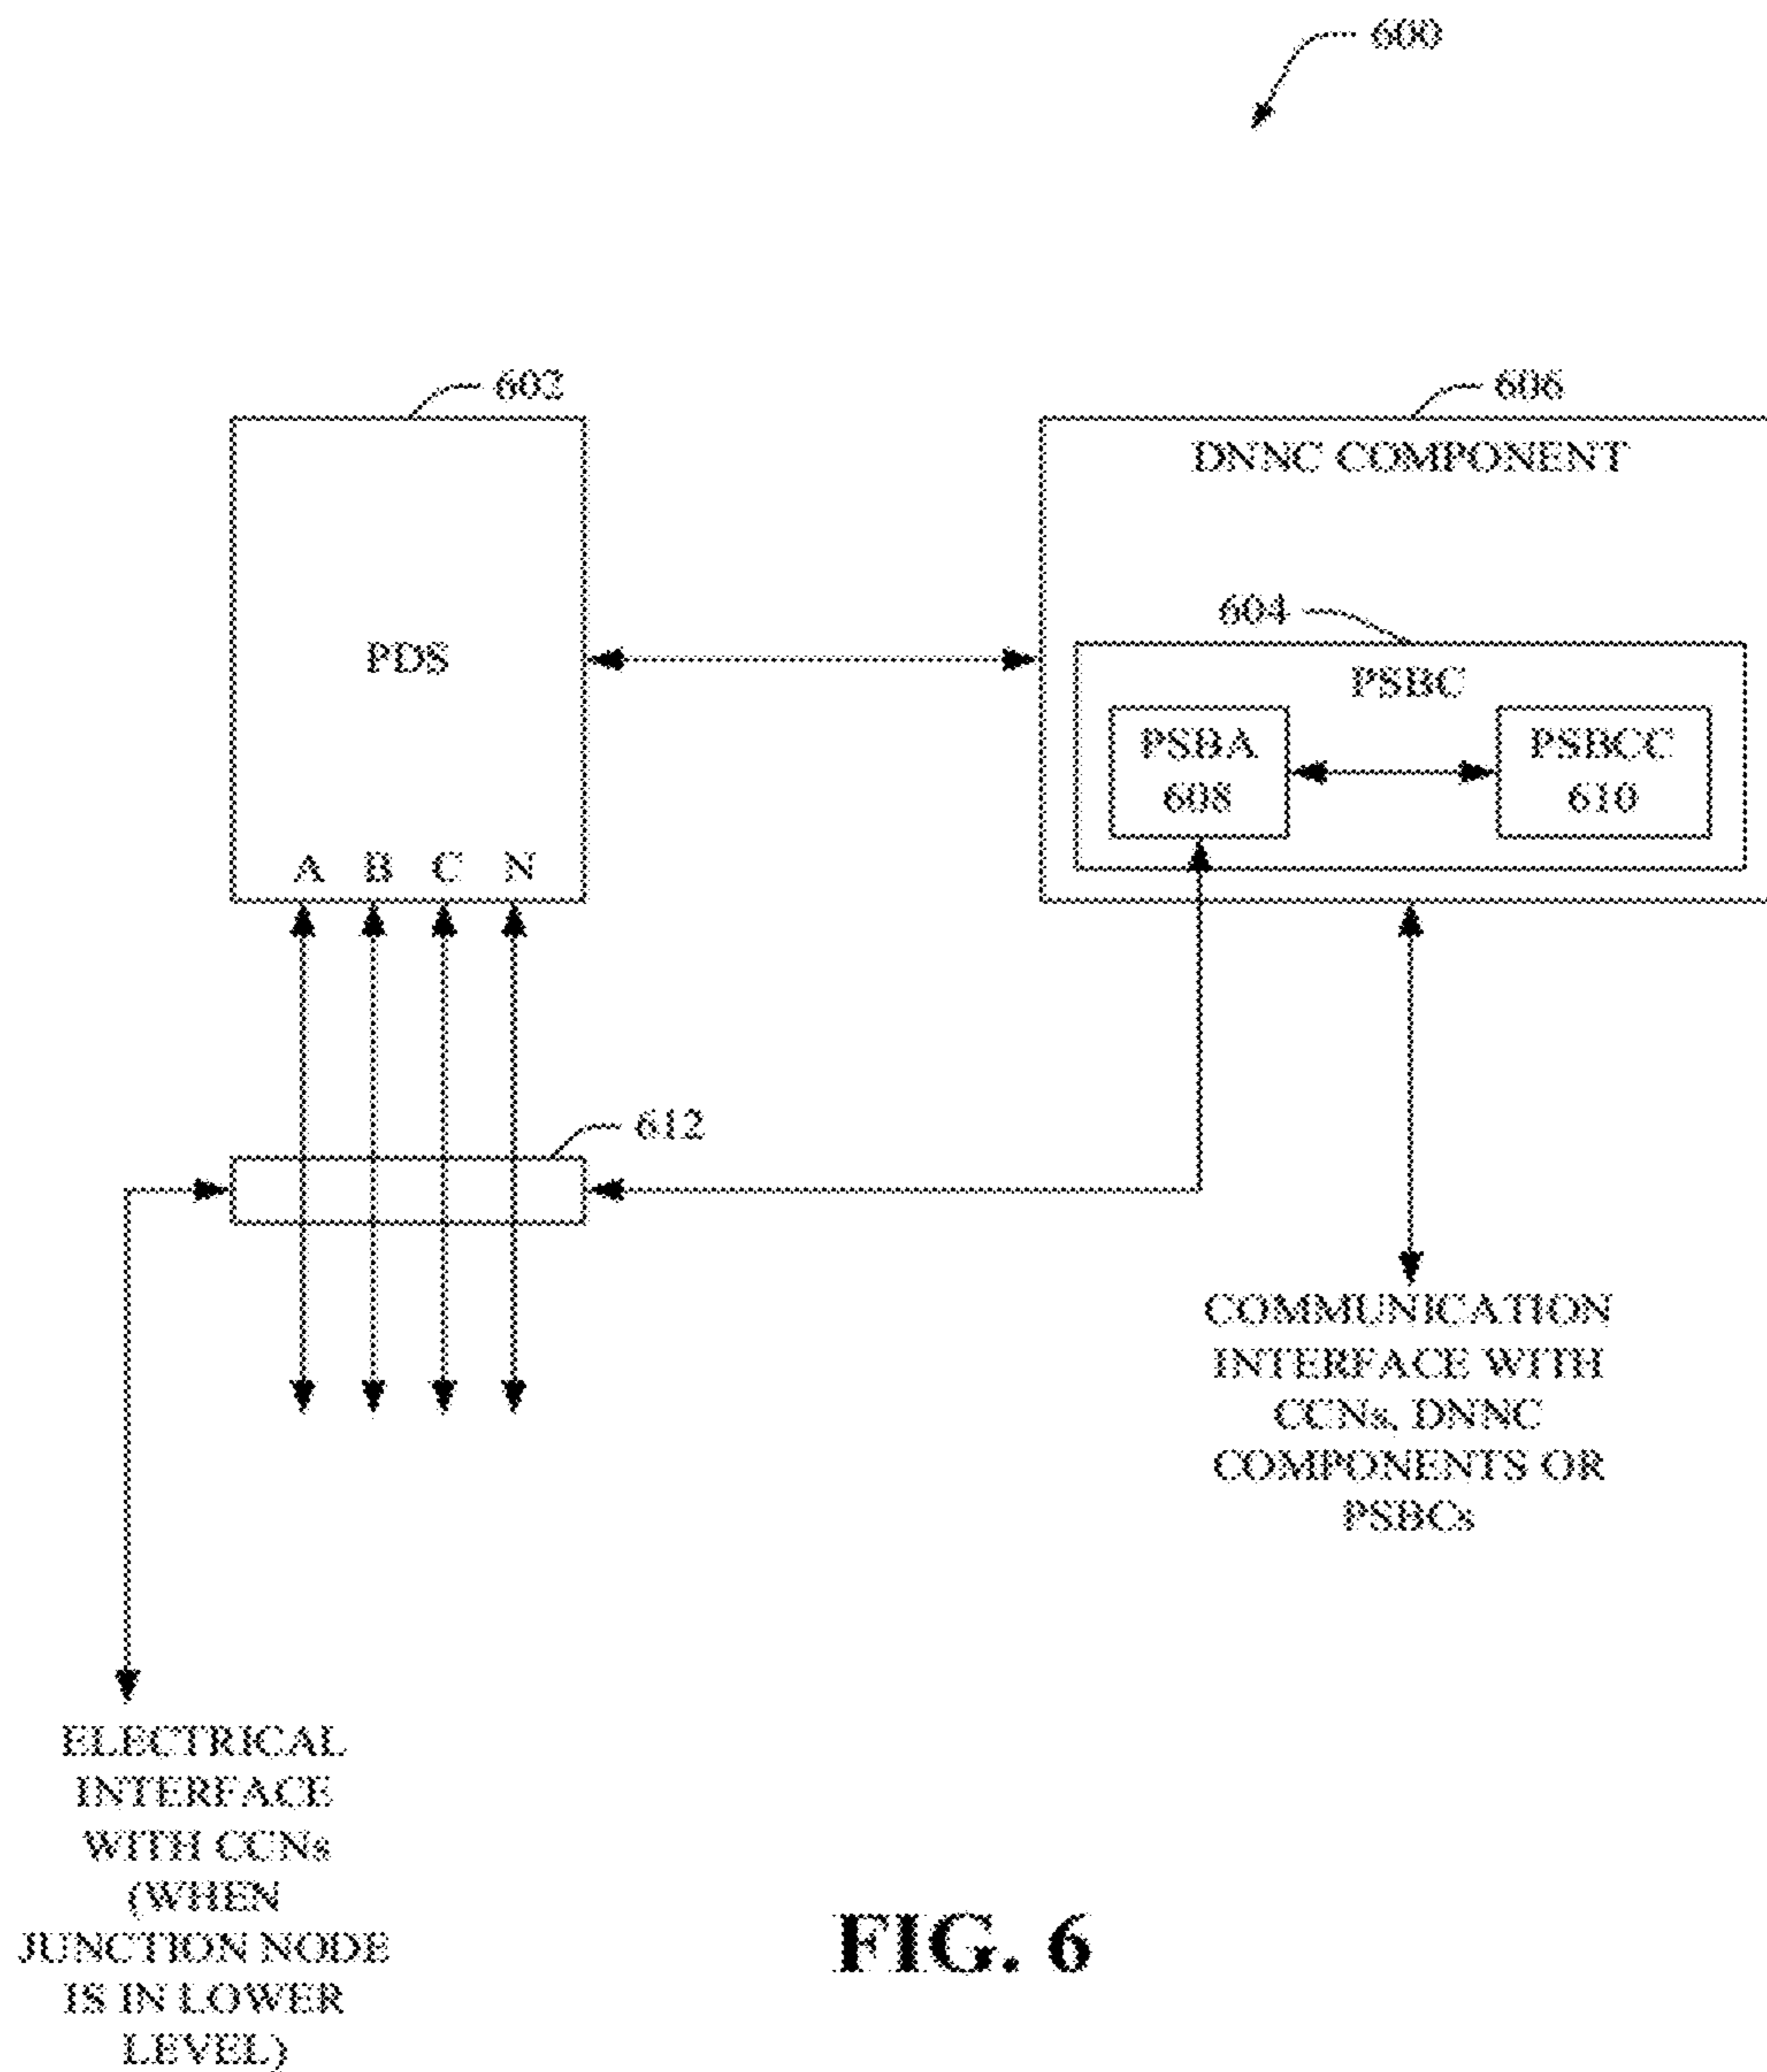 600
602
606
DNNC COMPONENT
604
PDS
PSBC
PSBA
608
PSBCC
610
A B C N
612
COMMUNICATION
INTERFACE WITH
CCNs, DNNC
COMPONENTS OR
PSBCs
ELECTRICAL
INTERFACE
WITH CCNs
(WHEN
JUNCTION NODE
IS IN LOWER
LEVEL)
FIG. 6